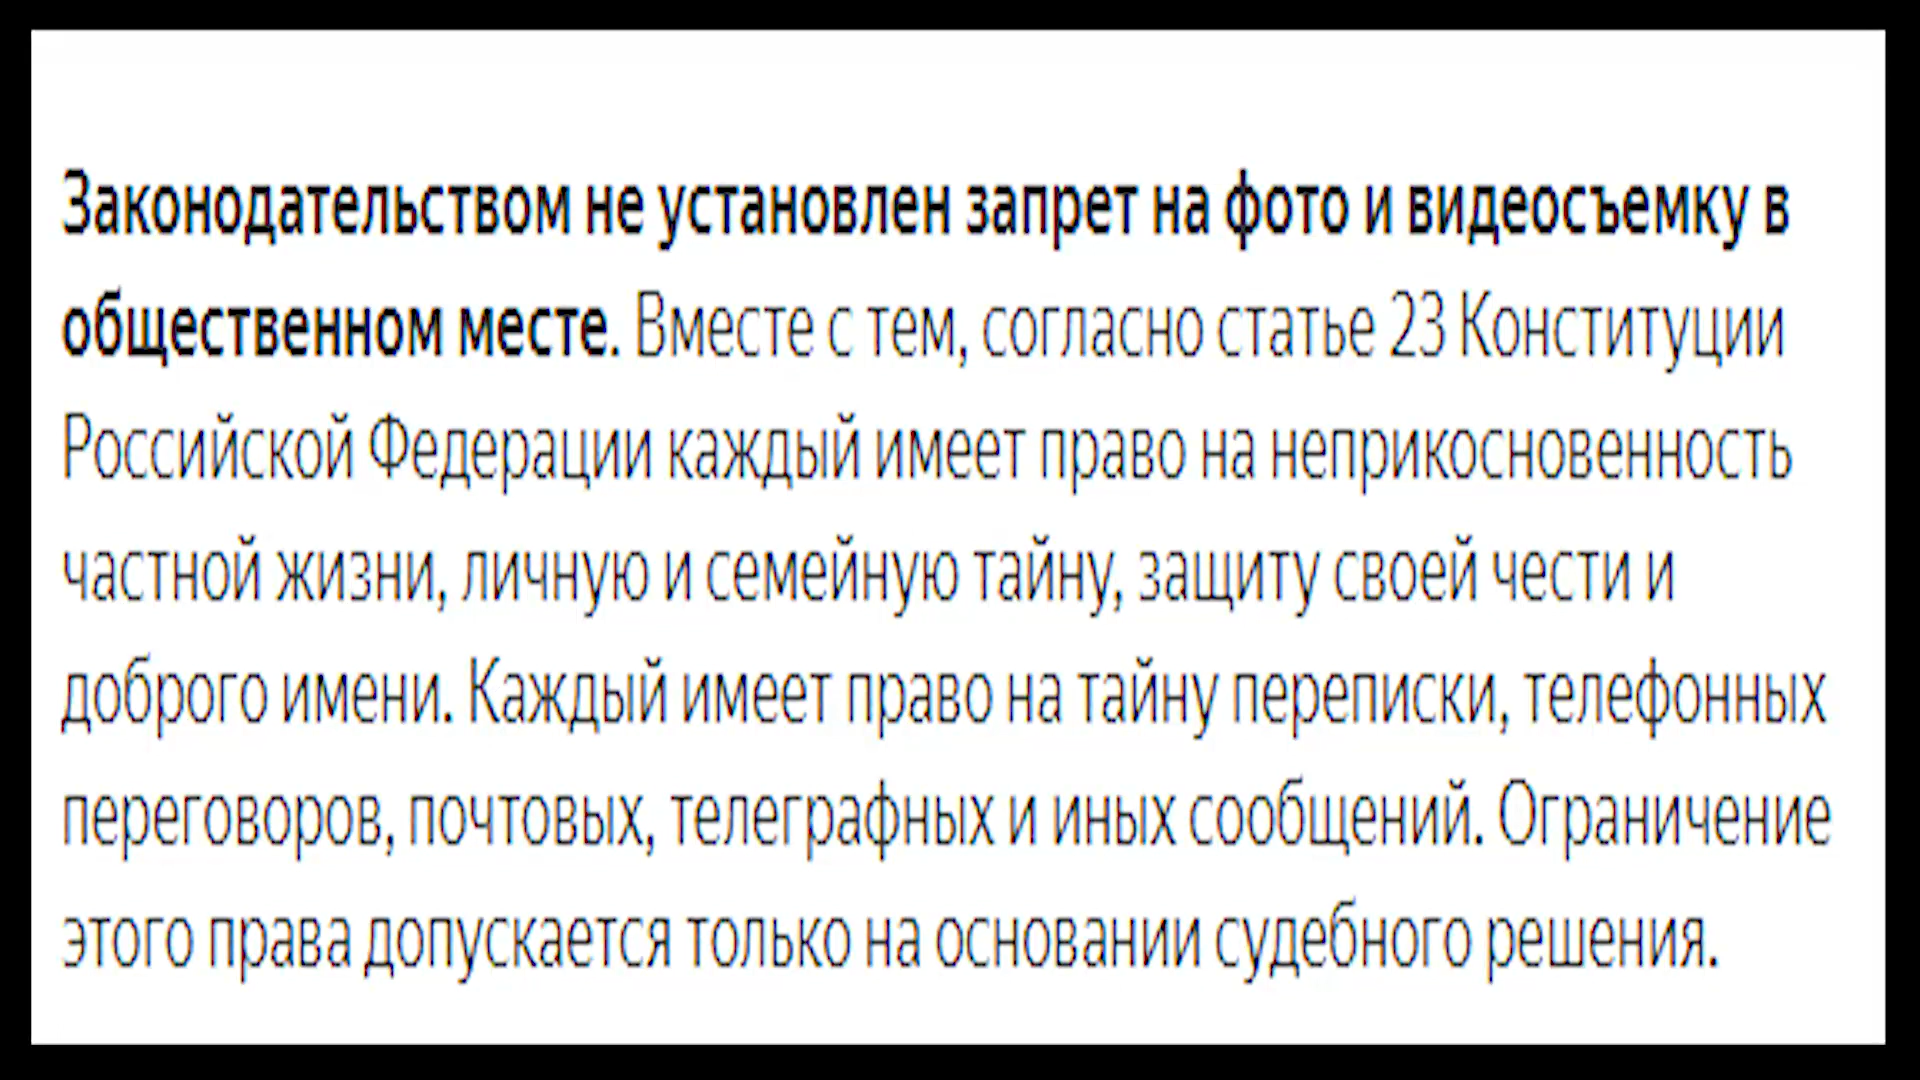 Законодательством не установлен запрет на фото и видеосъемку в
общественном месте. Вместе с тем, согласно статье 23 Конституции
Российской Федерации каждый имеет право на неприкосновенность
частной жизни, личную и семейную тайну, защиту своей чести и
доброго имени. Каждый имеет право на тайну переписки, телефонных
переговоров, почтовых, телеграфных и иных сообщений. Ограничение
этого права допускается только на основании судебного решения.